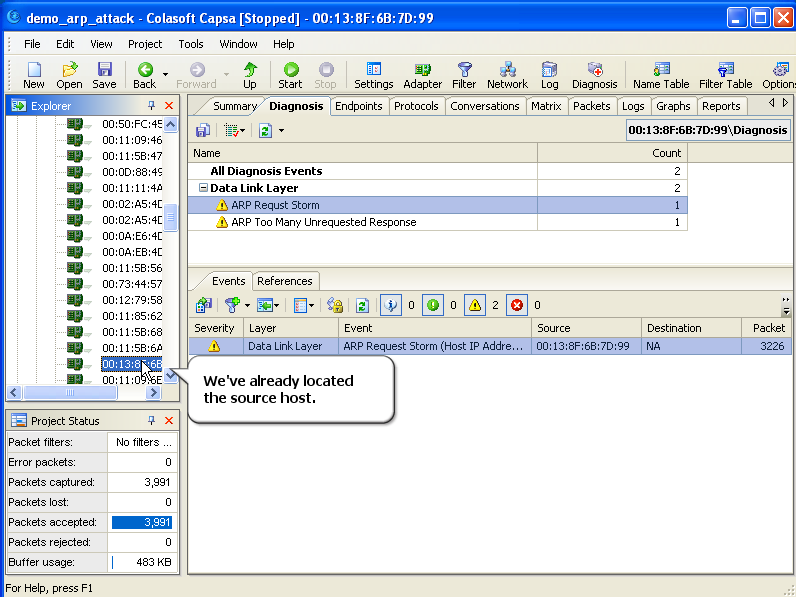 demo_arp_attack - Colasoft Capsa [Stopped] - 00:13:8F:6B:7D:99
File Edit View Project Tools Window Help
New Open Save Back Forward Up Start Stop Settings Adapter Filter Network Log Diagnosis Name Table Filter Table Option
Explorer
00:50:FC:45
00:11:09:46
00:11:5B:47
00:0D:88:49
00:11:11:4A
00:02:A5:4D
00:02:A5:4D
00:0A:E6:4D
00:0A:EB:4D
00:11:5B:56
00:73:44:57
00:12:79:58
00:11:85:62
00:11:5B:68
00:11:5B:6A
00:13:8F:6B
00:11:09:6E
Summary Diagnosis Endpoints Protocols Conversations Matrix Packets Logs Graphs Reports
00:13:8F:6B:7D:99\Diagnosis
Name Count
All Diagnosis Events 2
Data Link Layer 2
ARP Requst Storm 1
ARP Too Many Unrequested Response 1
Events References
0 0 2 0
Severity Layer Event Source Destination Packet
Data Link Layer ARP Request Storm (Host IP Addre... 00:13:8F:6B:7D:99 NA 3226
We've already located
the source host.
Project Status
Packet filters: No filters ...
Error packets: 0
Packets captured: 3,991
Packets lost: 0
Packets accepted: 3,991
Packets rejected: 0
Buffer usage: 483 KB
For Help, press F1